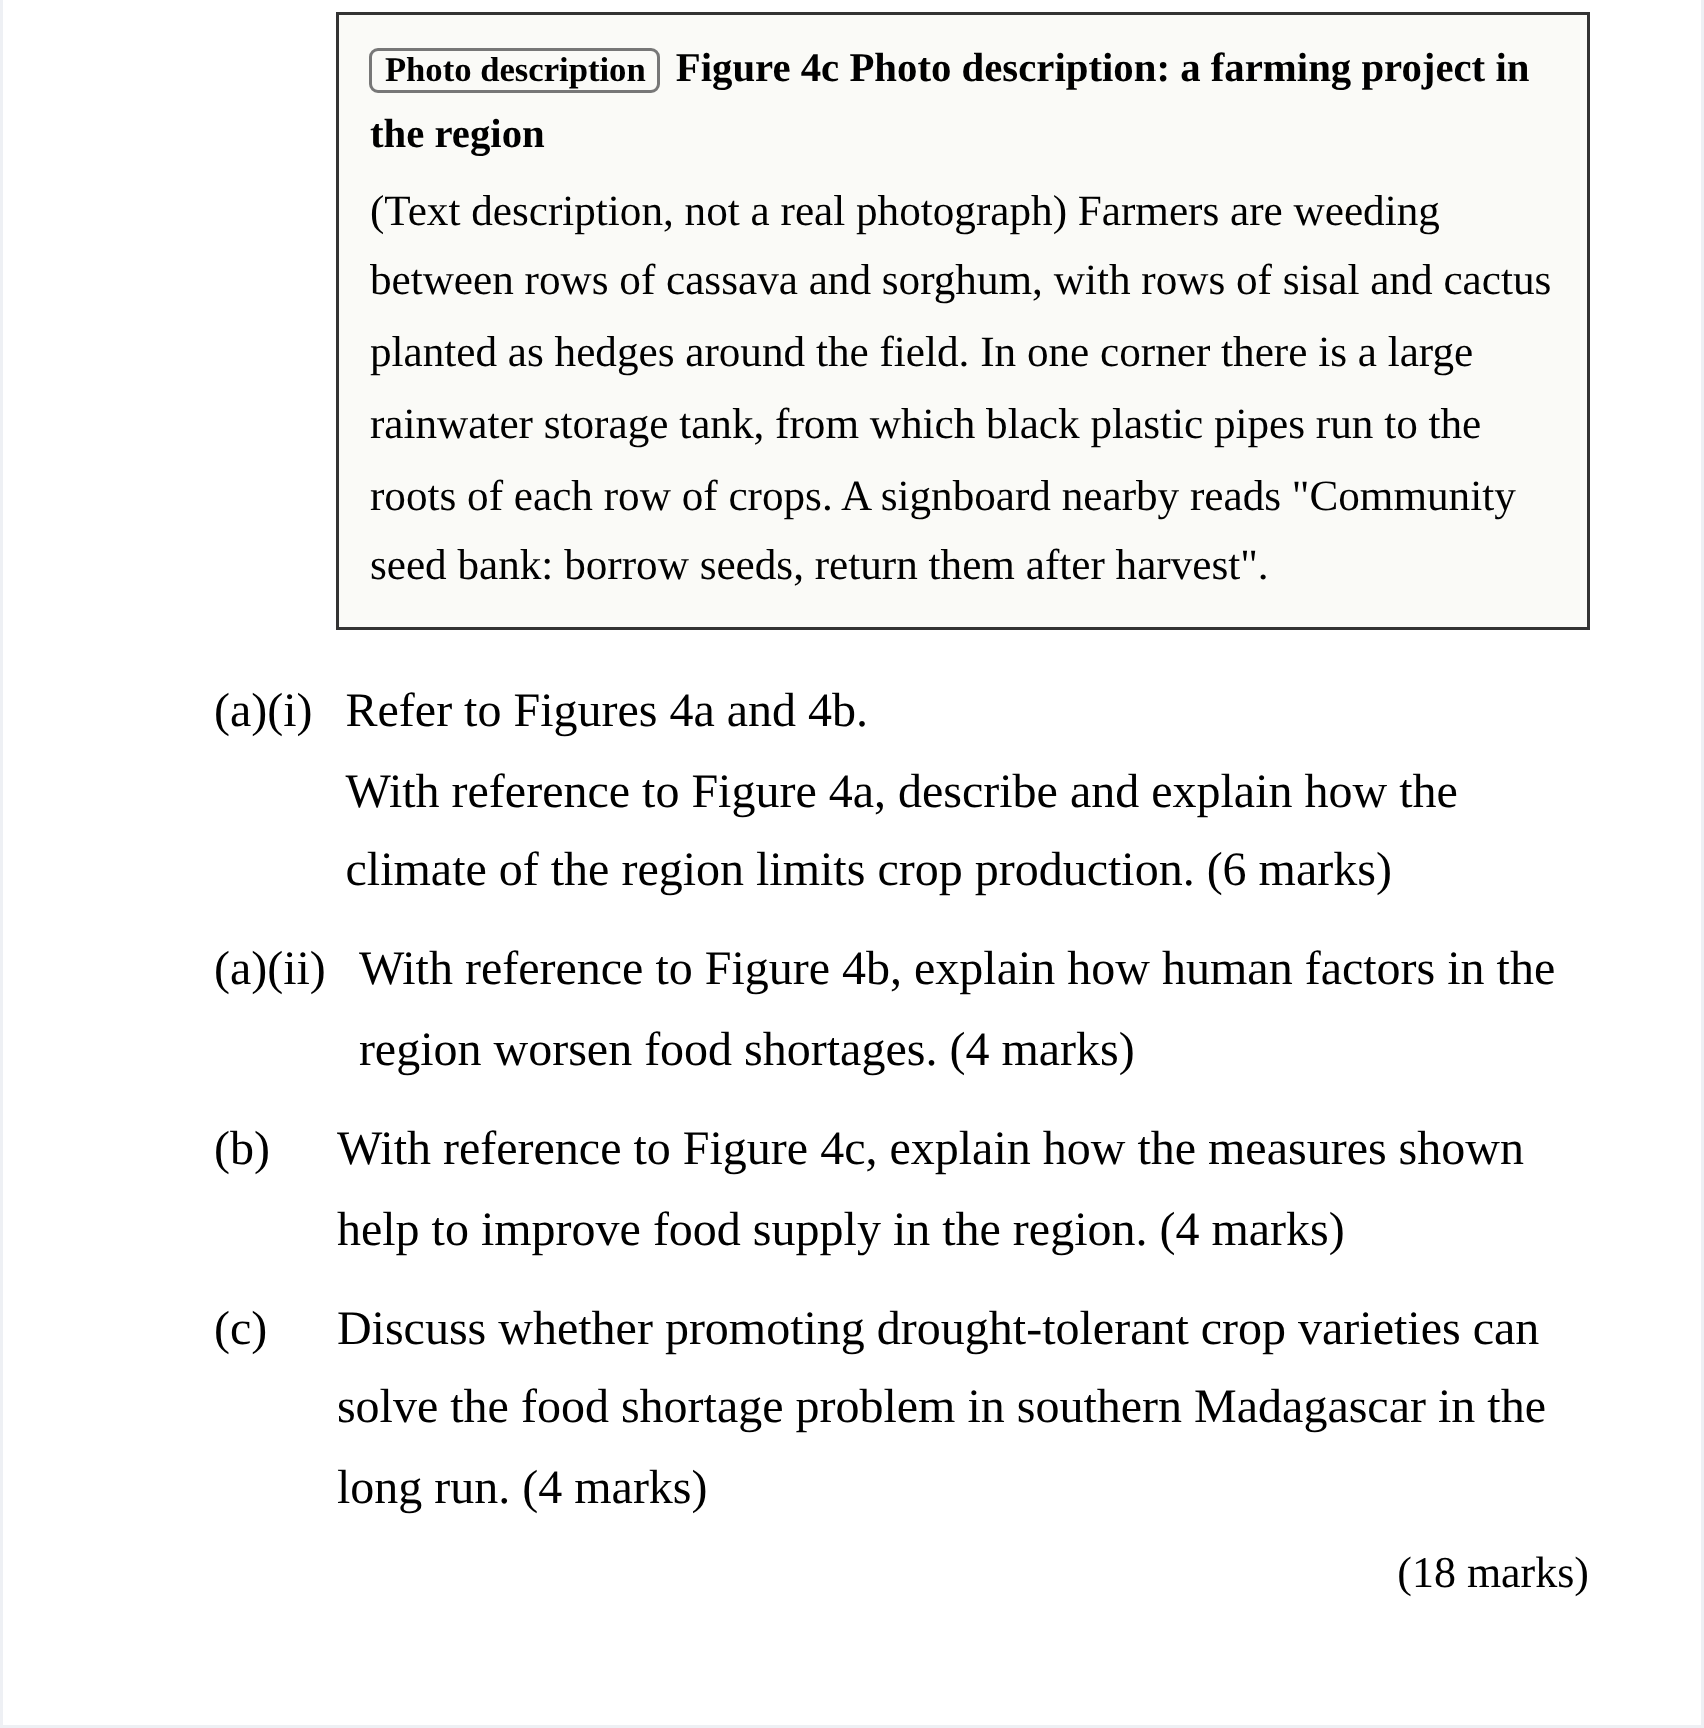 Photo description Figure 4c Photo description: a farming project in
the region
(Text description, not a real photograph) Farmers are weeding
between rows of cassava and sorghum, with rows of sisal and cactus
planted as hedges around the field. In one corner there is a large
rainwater storage tank, from which black plastic pipes run to the
roots of each row of crops. A signboard nearby reads "Community
seed bank: borrow seeds, return them after harvest".
(a)(i) Refer to Figures 4a and 4b.
With reference to Figure 4a, describe and explain how the
climate of the region limits crop production. (6 marks)
(a)(ii) With reference to Figure 4b, explain how human factors in the
region worsen food shortages. (4 marks)
(b) With reference to Figure 4c, explain how the measures shown
help to improve food supply in the region. (4 marks)
(c) Discuss whether promoting drought-tolerant crop varieties can
solve the food shortage problem in southern Madagascar in the
long run. (4 marks)
(18 marks)